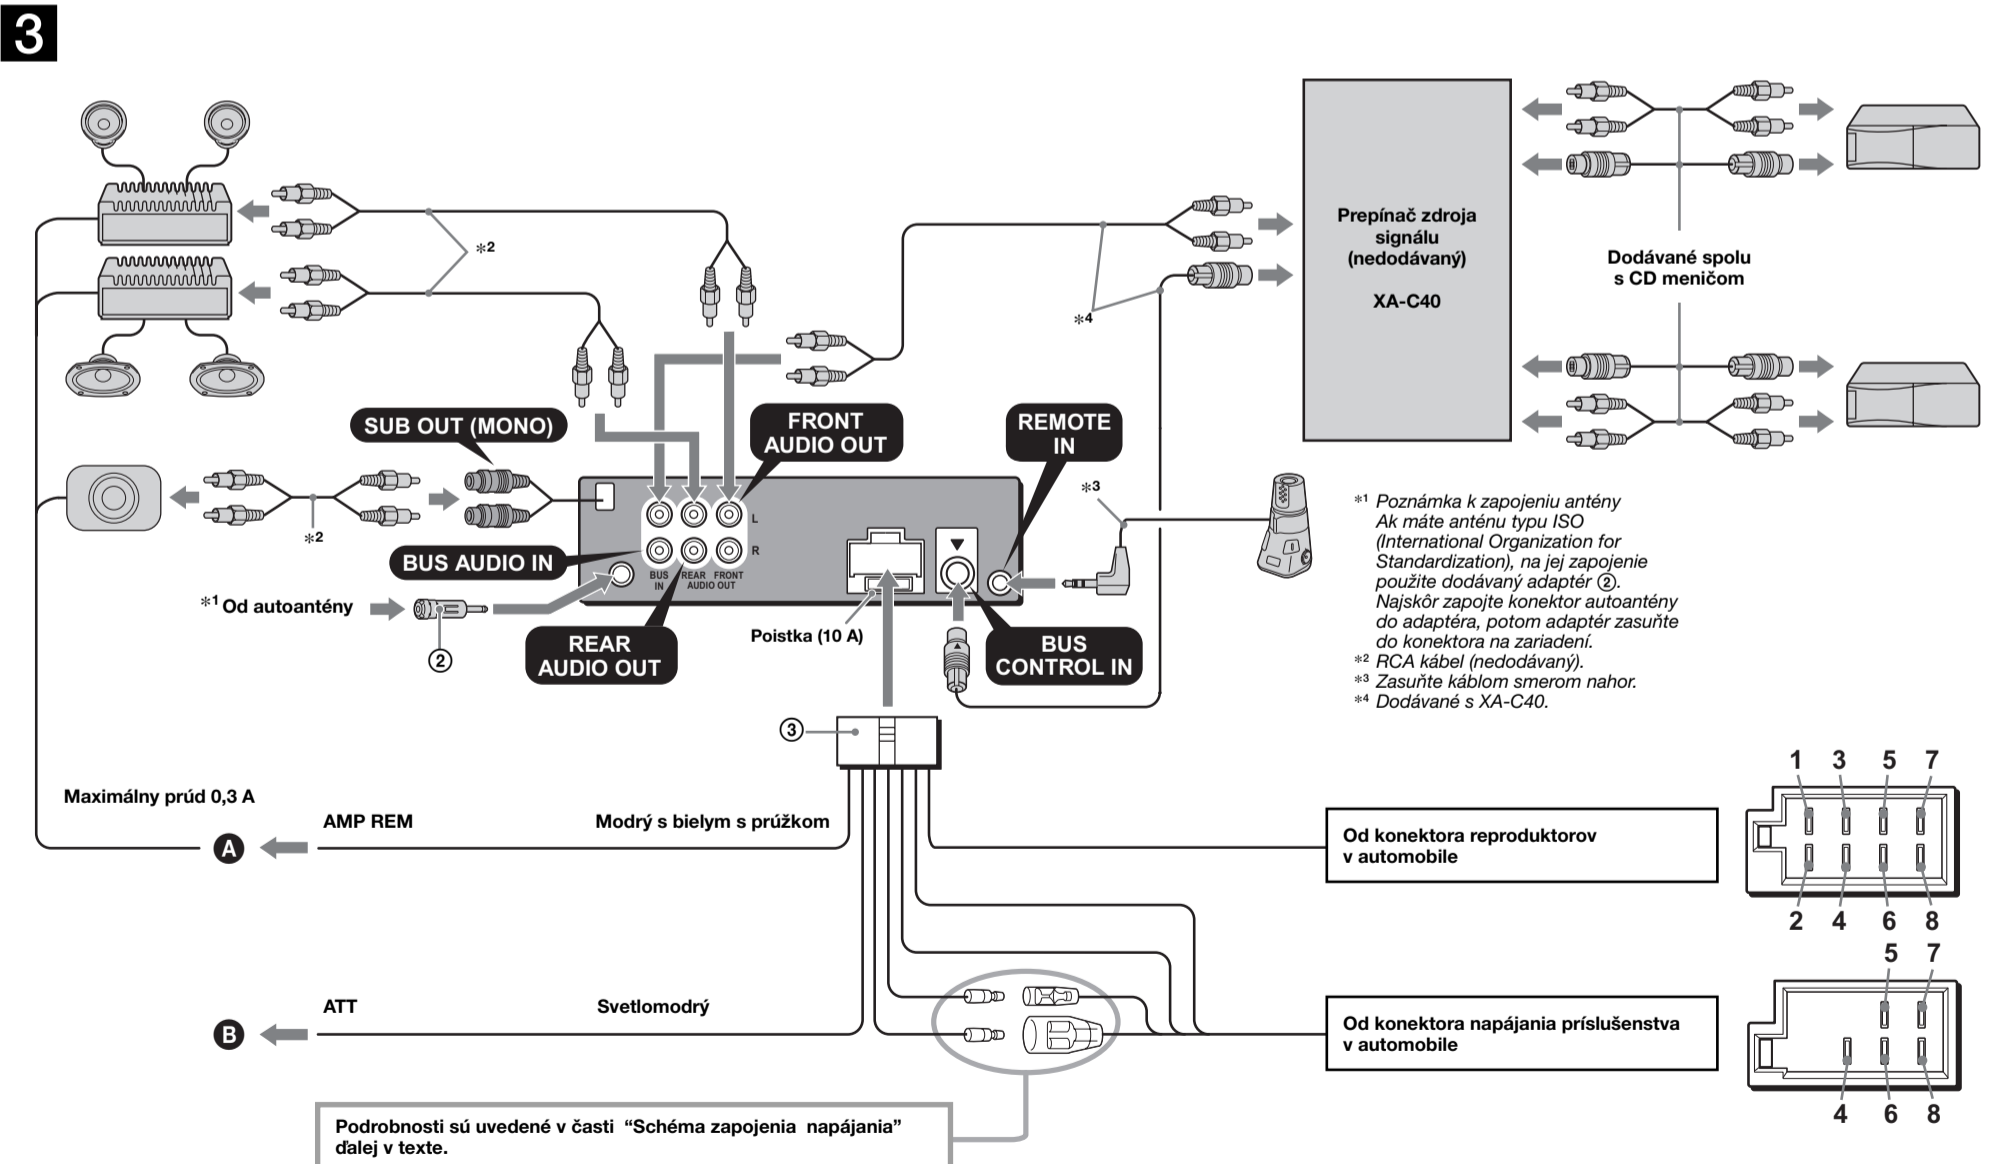 3
*2
*4
Prepínač zdroja
signálu
(nedodávaný)
XA-C40
Dodávané spolu
s CD meničom
SUB OUT (MONO)
FRONT
AUDIO OUT
REMOTE
IN
*3
*2
L
R
BUS AUDIO IN
BUS
IN
REAR FRONT
AUDIO OUT
*1 Od autoantény
2
REAR
AUDIO OUT
Poistka (10 A)
BUS
CONTROL IN
*1 Poznámka k zapojeniu antény
Ak máte anténu typu ISO
(International Organization for
Standardization), na jej zapojenie
použite dodávaný adaptér ②.
Najskôr zapojte konektor autoantény
do adaptéra, potom adaptér zasuňte
do konektora na zariadení.
*2 RCA kábel (nedodávaný).
*3 Zasuňte káblom smerom nahor.
*4 Dodávané s XA-C40.
3
Maximálny prúd 0,3 A
A
AMP REM
Modrý s bielym s prúžkom
Od konektora reproduktorov
v automobile
1 3 5 7
2 4 6 8
B
ATT
Svetlomodrý
Od konektora napájania príslušenstva
v automobile
5 7
4 6 8
Podrobnosti sú uvedené v časti “Schéma zapojenia napájania”
ďalej v texte.